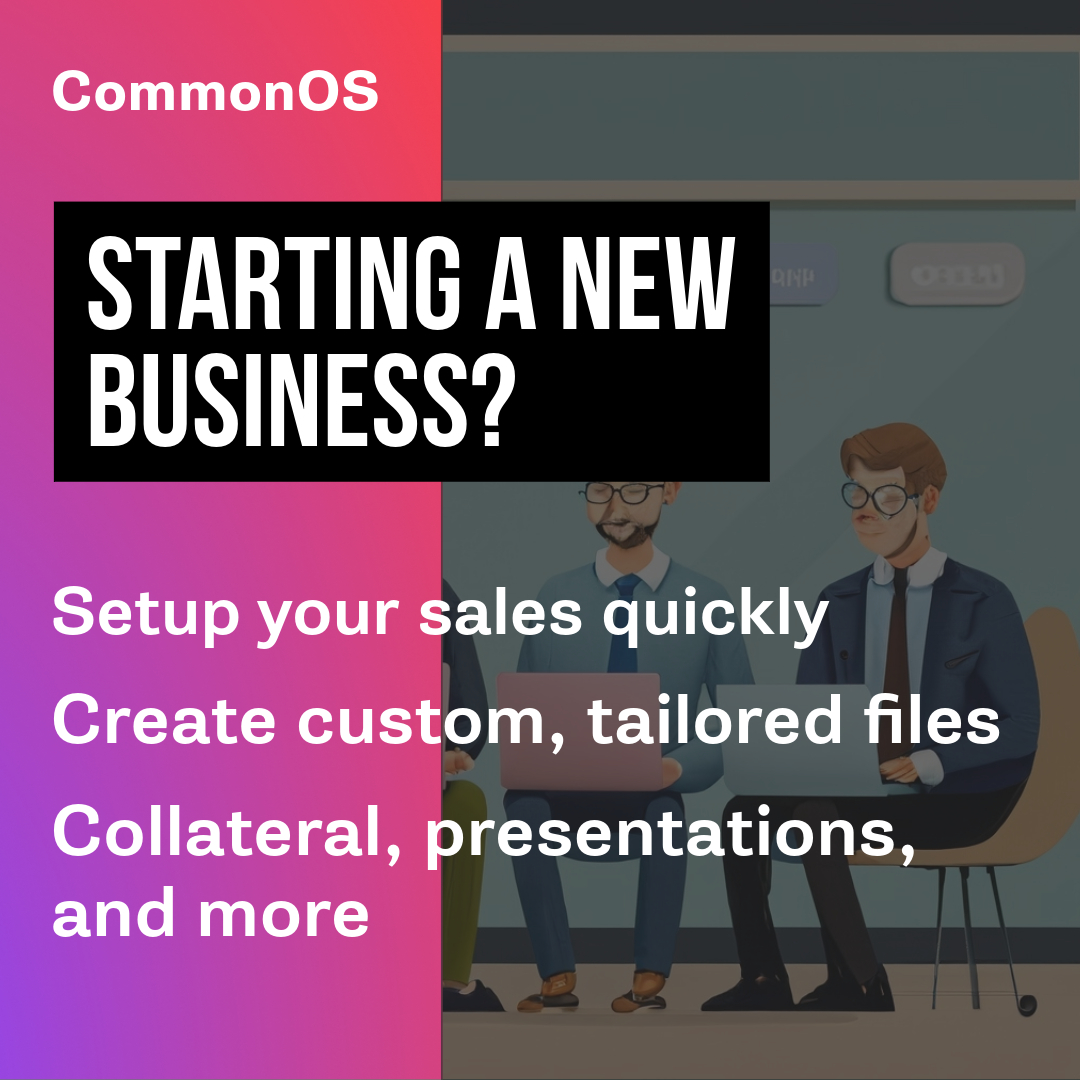 CommonOS
STARTING A NEW
BUSINESS?
Setup your sales quickly
Create custom, tailored files
Collateral, presentations,
and more